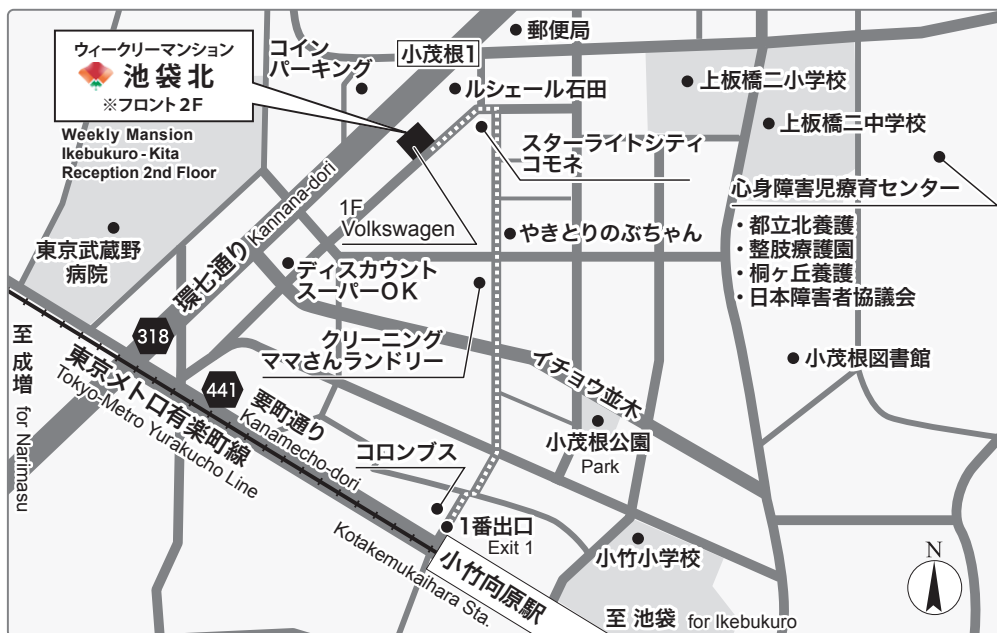 郵便局
ウィークリーマンション
池袋北
※フロント2F
コイン
パーキング
小茂根1
ルシェール石田
上板橋二小学校
上板橋二中学校
Weekly Mansion
Ikebukuro-Kita
Reception 2nd Floor
スターライトシティ
コモネ
心身障害児療育センター
・都立北養護
・整肢療護園
・桐ヶ丘養護
・日本障害者協議会
1F
Volkswagen
やきとりのぶちゃん
東京武蔵野
病院
環七通り Kannana-dori
ディスカウント
スーパーOK
クリーニング
ママさんランドリー
318
至 成増 for Narimasu
東京メトロ有楽町線
Tokyo-Metro Yurakucho Line
441
要町通り
Kanamecho-dori
イチョウ並木
小茂根図書館
小茂根公園
Park
コロンブス
1番出口
Exit 1
小竹向原駅
Kotakemukaihara Sta.
小竹小学校
至 池袋 for Ikebukuro
N